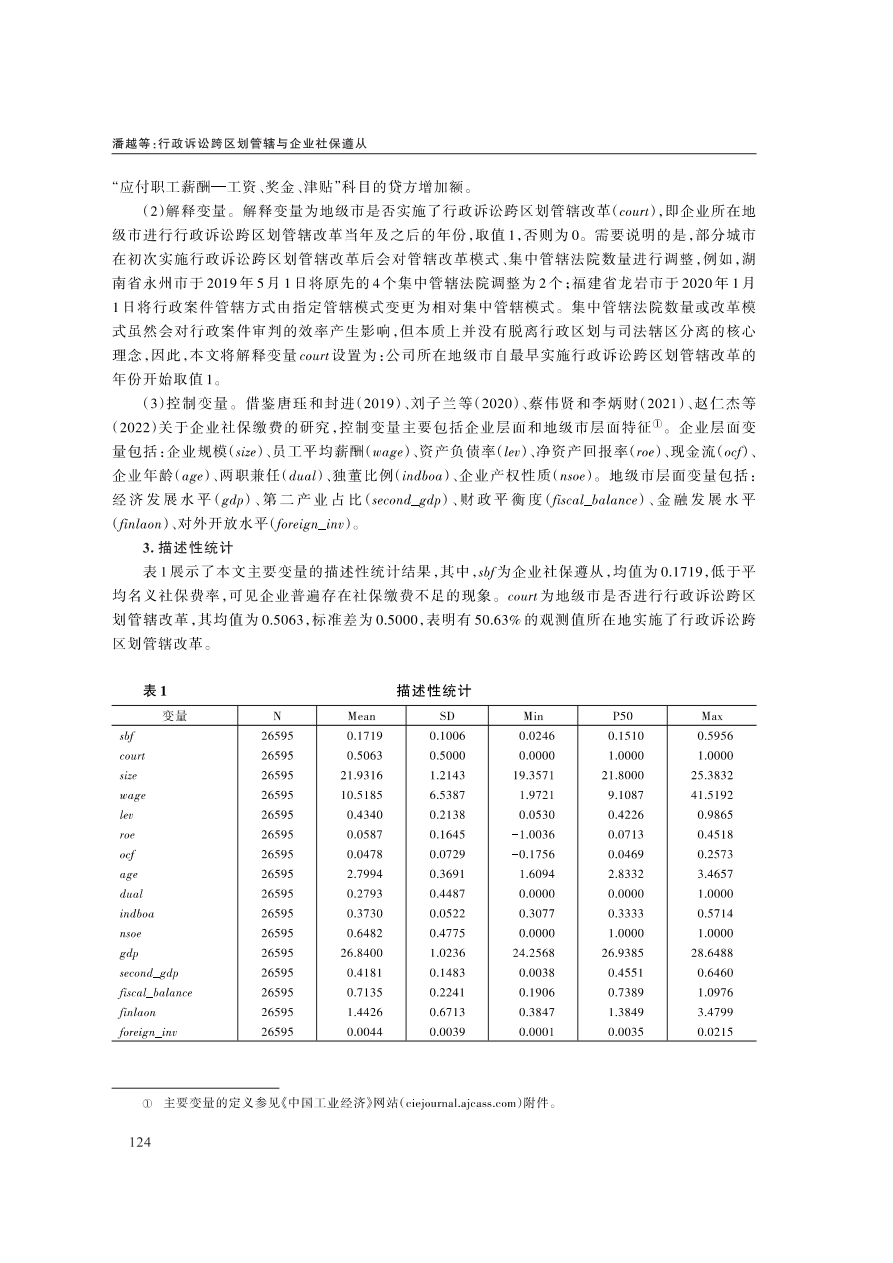 潘越等:行政诉讼跨区划管辖与企业社保遵从
“应付职工薪酬—工资、奖金、津贴”科目的贷方增加额。
(2)解释变量。解释变量为地级市是否实施了行政诉讼跨区划管辖改革(court),即企业所在地
级市进行行政诉讼跨区划管辖改革当年及之后的年份,取值1,否则为0。需要说明的是,部分城市
在初次实施行政诉讼跨区划管辖改革后会对管辖改革模式、集中管辖法院数量进行调整,例如,湖
南省永州市于2019年5月1日将原先的4个集中管辖法院调整为2个;福建省龙岩市于2020年1月
1日将行政案件管辖方式由指定管辖模式变更为相对集中管辖模式。集中管辖法院数量或改革模
式虽然会对行政案件审判的效率产生影响,但本质上并没有脱离行政区划与司法辖区分离的核心
理念,因此,本文将解释变量court设置为:公司所在地级市自最早实施行政诉讼跨区划管辖改革的
年份开始取值1。
(3)控制变量。借鉴唐珏和封进(2019)、刘子兰等(2020)、蔡伟贤和李炳财(2021)、赵仁杰等
(2022)关于企业社保缴费的研究,控制变量主要包括企业层面和地级市层面特征①。企业层面变
量包括:企业规模(size)、员工平均薪酬(wage)、资产负债率(lev)、净资产回报率(roe)、现金流(ocf)、
企业年龄(age)、两职兼任(dual)、独董比例(indboa)、企业产权性质(nsoe)。地级市层面变量包括:
经济发展水平(gdp)、第二产业占比(second_gdp)、财政平衡度(fiscal_balance)、金融发展水平
(finlaon)、对外开放水平(foreign_inv)。
3. 描述性统计
表1展示了本文主要变量的描述性统计结果,其中,sbf为企业社保遵从,均值为0.1719,低于平
均名义社保费率,可见企业普遍存在社保缴费不足的现象。court为地级市是否进行行政诉讼跨区
划管辖改革,其均值为0.5063,标准差为0.5000,表明有50.63%的观测值所在地实施了行政诉讼跨
区划管辖改革。
表1 描述性统计
变量 N Mean SD Min P50 Max
sbf 26595 0.1719 0.1006 0.0246 0.1510 0.5956
court 26595 0.5063 0.5000 0.0000 1.0000 1.0000
size 26595 21.9316 1.2143 19.3571 21.8000 25.3832
wage 26595 10.5185 6.5387 1.9721 9.1087 41.5192
lev 26595 0.4340 0.2138 0.0530 0.4226 0.9865
roe 26595 0.0587 0.1645 −1.0036 0.0713 0.4518
ocf 26595 0.0478 0.0729 −0.1756 0.0469 0.2573
age 26595 2.7994 0.3691 1.6094 2.8332 3.4657
dual 26595 0.2793 0.4487 0.0000 0.0000 1.0000
indboa 26595 0.3730 0.0522 0.3077 0.3333 0.5714
nsoe 26595 0.6482 0.4775 0.0000 1.0000 1.0000
gdp 26595 26.8400 1.0236 24.2568 26.9385 28.6488
second_gdp 26595 0.4181 0.1483 0.0038 0.4551 0.6460
fiscal_balance 26595 0.7135 0.2241 0.1906 0.7389 1.0976
finlaon 26595 1.4426 0.6713 0.3847 1.3849 3.4799
foreign_inv 26595 0.0044 0.0039 0.0001 0.0035 0.0215
① 主要变量的定义参见《中国工业经济》网站(ciejournal.ajcass.com)附件。
124